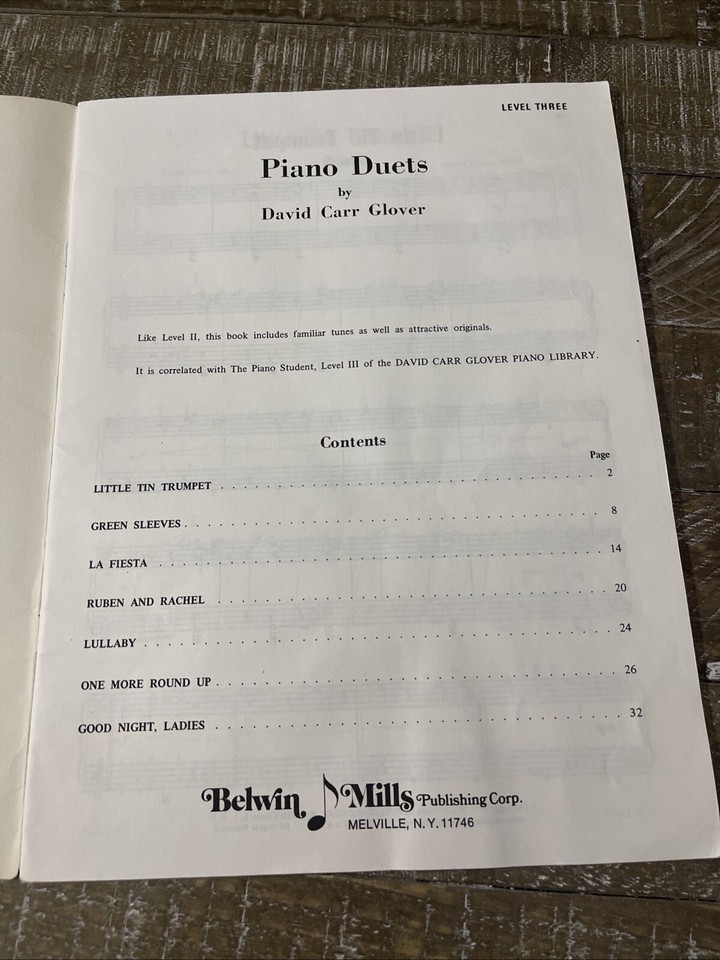 LEVEL THREE
Piano Duets
by
David Carr Glover
Like Level II, this book includes familiar tunes as well as attractive originals.
It is correlated with The Piano Student, Level III of the DAVID CARR GLOVER PIANO LIBRARY.
Contents
Page
LITTLE TIN TRUMPET . . . . . . . . . . . . . . . . . . . . . . . . . . . . . . . . 2
GREEN SLEEVES . . . . . . . . . . . . . . . . . . . . . . . . . . . . . . . . 8
LA FIESTA . . . . . . . . . . . . . . . . . . . . . . . . . . . . . . . . 14
RUBEN AND RACHEL . . . . . . . . . . . . . . . . . . . . . . . . . . . . . . . . 20
LULLABY . . . . . . . . . . . . . . . . . . . . . . . . . . . . . . . . 24
ONE MORE ROUND UP . . . . . . . . . . . . . . . . . . . . . . . . . . . . . . . . 26
GOOD NIGHT, LADIES . . . . . . . . . . . . . . . . . . . . . . . . . . . . . . . . 32
Belwin Mills Publishing Corp.
MELVILLE, N. Y. 11746